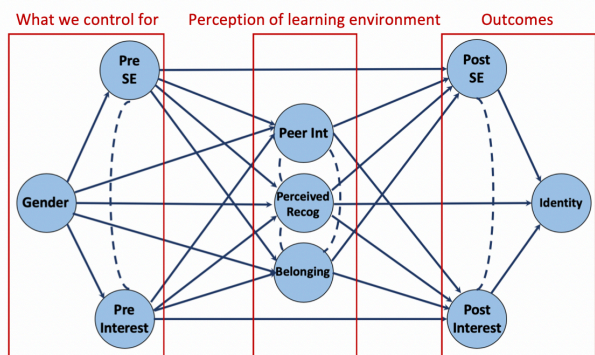 What we control for
Perception of learning environment
Outcomes
Pre
SE
Post
SE
Peer Int
Gender
Perceived
Recog
Identity
Belonging
Pre
Interest
Post
Interest